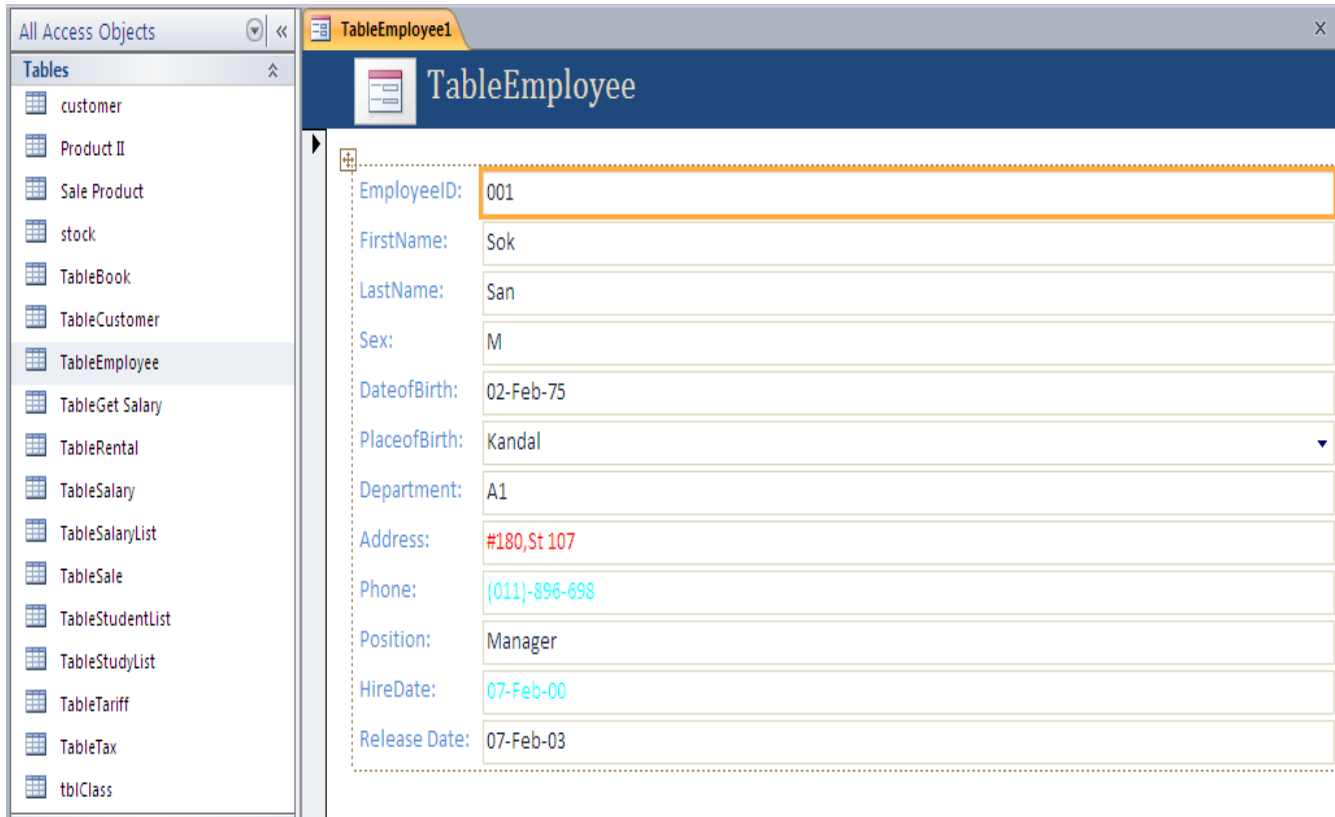 All Access Objects
Tables
customer
Product II
Sale Product
stock
TableBook
TableCustomer
TableEmployee
TableGet Salary
TableRental
TableSalary
TableSalaryList
TableSale
TableStudentList
TableStudyList
TableTariff
TableTax
tblClass
TableEmployee1
TableEmployee
EmployeeID: 001
FirstName: Sok
LastName: San
Sex: M
DateofBirth: 02-Feb-75
PlaceofBirth: Kandal
Department: A1
Address: #180,St 107
Phone: (011)-896-698
Position: Manager
HireDate: 07-Feb-00
Release Date: 07-Feb-03